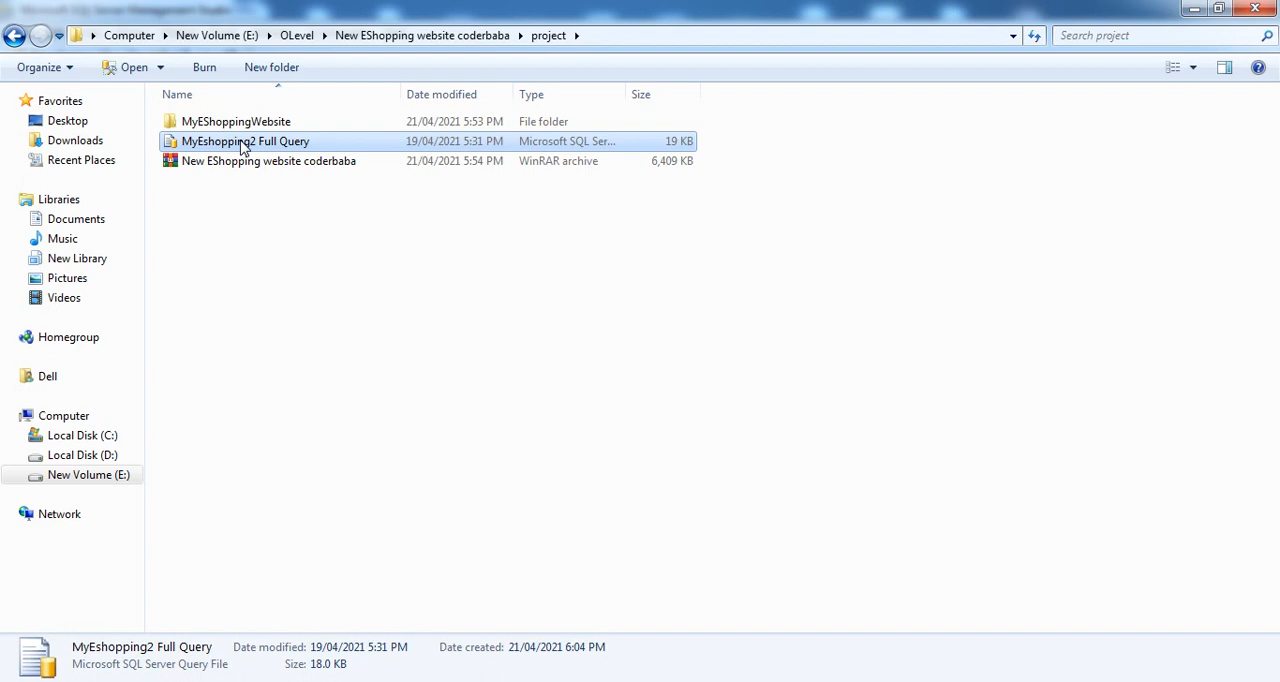 Microsoft SQL Server Management Studio
Computer New Volume (E:) OLevel New EShopping website coderbaba project
Search project
Organize Open Burn New folder
Name Date modified Type Size
Favorites
Desktop
Downloads
Recent Places
Libraries
Documents
Music
New Library
Pictures
Videos
Homegroup
Dell
Computer
Local Disk (C:)
Local Disk (D:)
New Volume (E:)
Network
MyEShoppingWebsite 21/04/2021 5:53 PM File folder
MyEshopping2 Full Query 19/04/2021 5:31 PM Microsoft SQL Ser... 19 KB
New EShopping website coderbaba 21/04/2021 5:54 PM WinRAR archive 6,409 KB
MyEshopping2 Full Query Date modified: 19/04/2021 5:31 PM Date created: 21/04/2021 6:04 PM
Microsoft SQL Server Query File Size: 18.0 KB